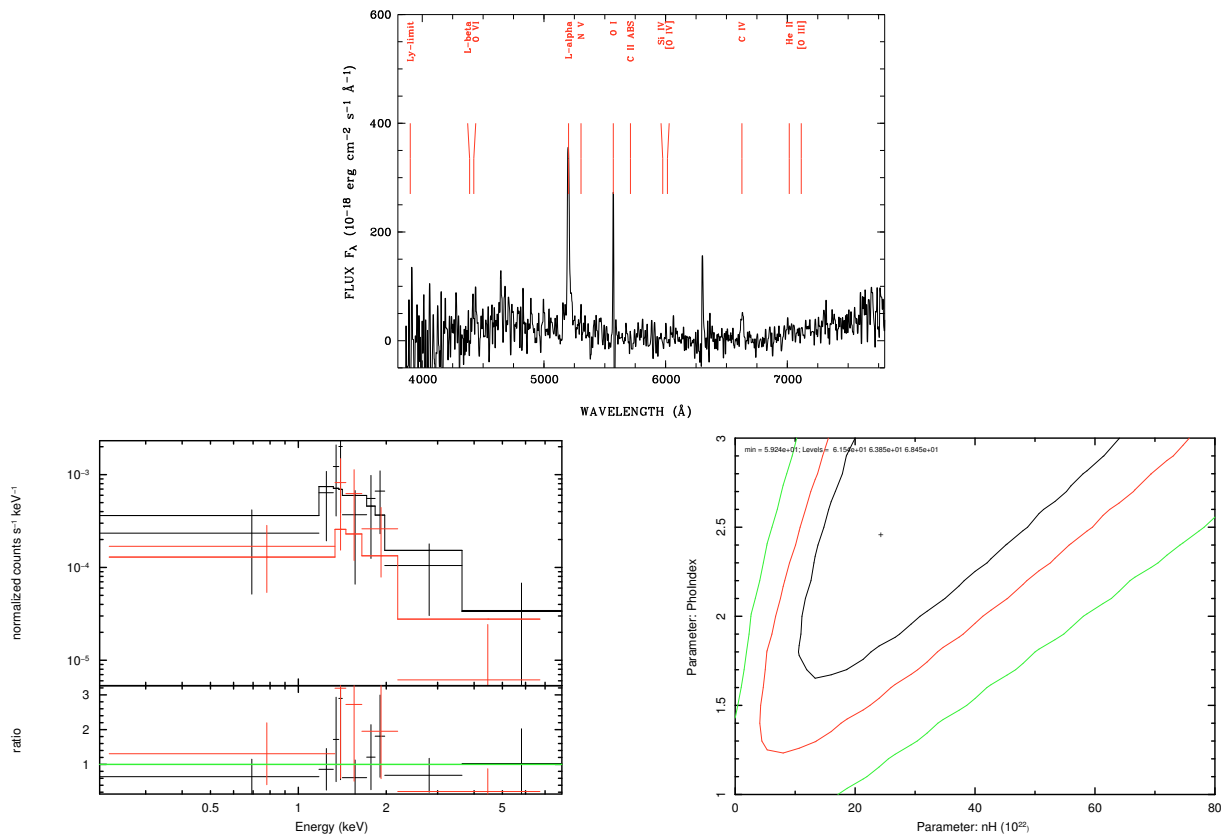 600
400
200
0
FLUX F_λ (10⁻¹⁸ erg cm⁻² s⁻¹ Å⁻¹)
Ly-limit
L-beta
O VI
L-alpha
N V
O I
C II ABS
Si IV
[O IV]
C IV
He II
[O III]
4000 5000 6000 7000
WAVELENGTH (Å)
10⁻³
10⁻⁴
10⁻⁵
normalized counts s⁻¹ keV⁻¹
3
2
1
ratio
0.5 1 2 5
Energy (keV)
min = 5.924e+01; Levels = 6.154e+01 6.385e+01 6.845e+01
3
2.5
2
1.5
1
Parameter: PhoIndex
0 20 40 60 80
Parameter: nH (10²²)